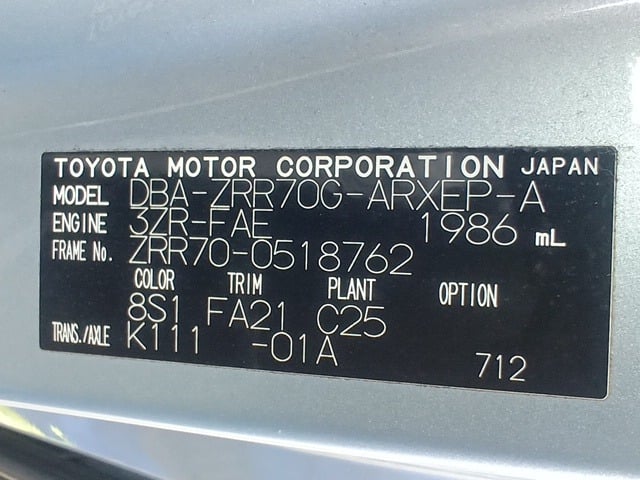 TOYOTA MOTOR CORPORATION JAPAN
MODEL DBA-ZRR70G-ARXEP-A
ENGINE 3ZR-FAE 1986 mL
FRAME No. ZRR70-0518762
COLOR TRIM PLANT OPTION
8S1 FA21 C25
TRANS./AXLE K111 -01A
712